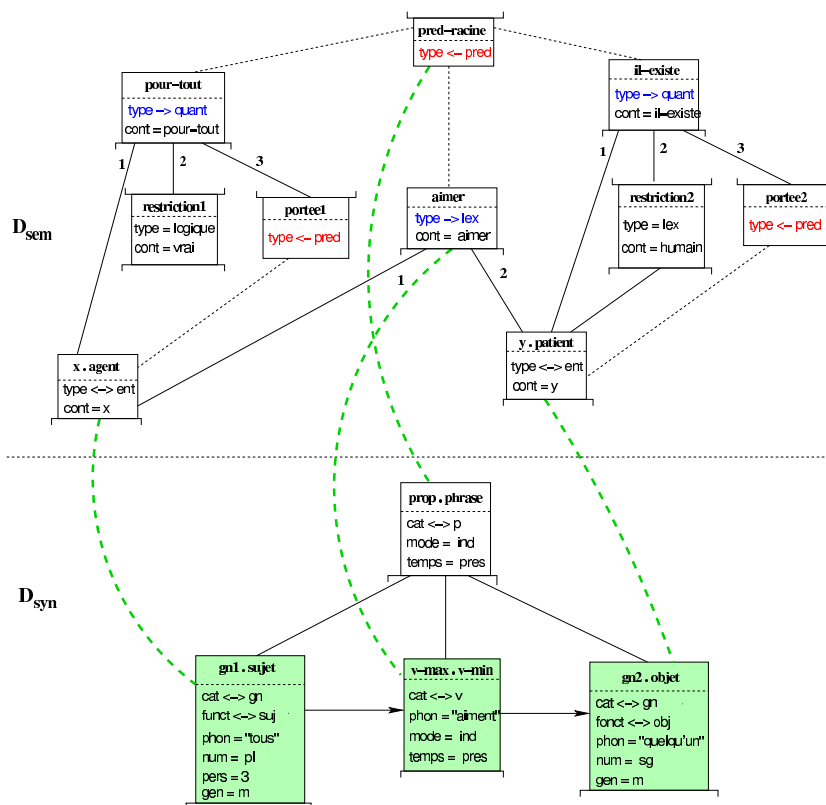 pred-racine
type <- pred
pour-tout
type -> quant
cont = pour-tout
il-existe
type -> quant
cont = il-existe
1
2
3
1
2
3
restriction1
type = logique
cont = vrai
portee1
type <- pred
aimer
type -> lex
cont = aimer
restriction2
type = lex
cont = humain
portee2
type <- pred
D sem
1
2
x.agent
type <-> ent
cont = x
y.patient
type <-> ent
cont = y
prop.phrase
cat <-> p
mode = ind
temps = pres
D syn
gn1.sujet
cat <-> gn
funct <-> suj
phon = "tous"
num = pl
pers = 3
gen = m
v-max.v-min
cat <-> v
phon = "aiment"
mode = ind
temps = pres
gn2.objet
cat <-> gn
fonct <-> obj
phon = "quelqu'un"
num = sg
gen = m